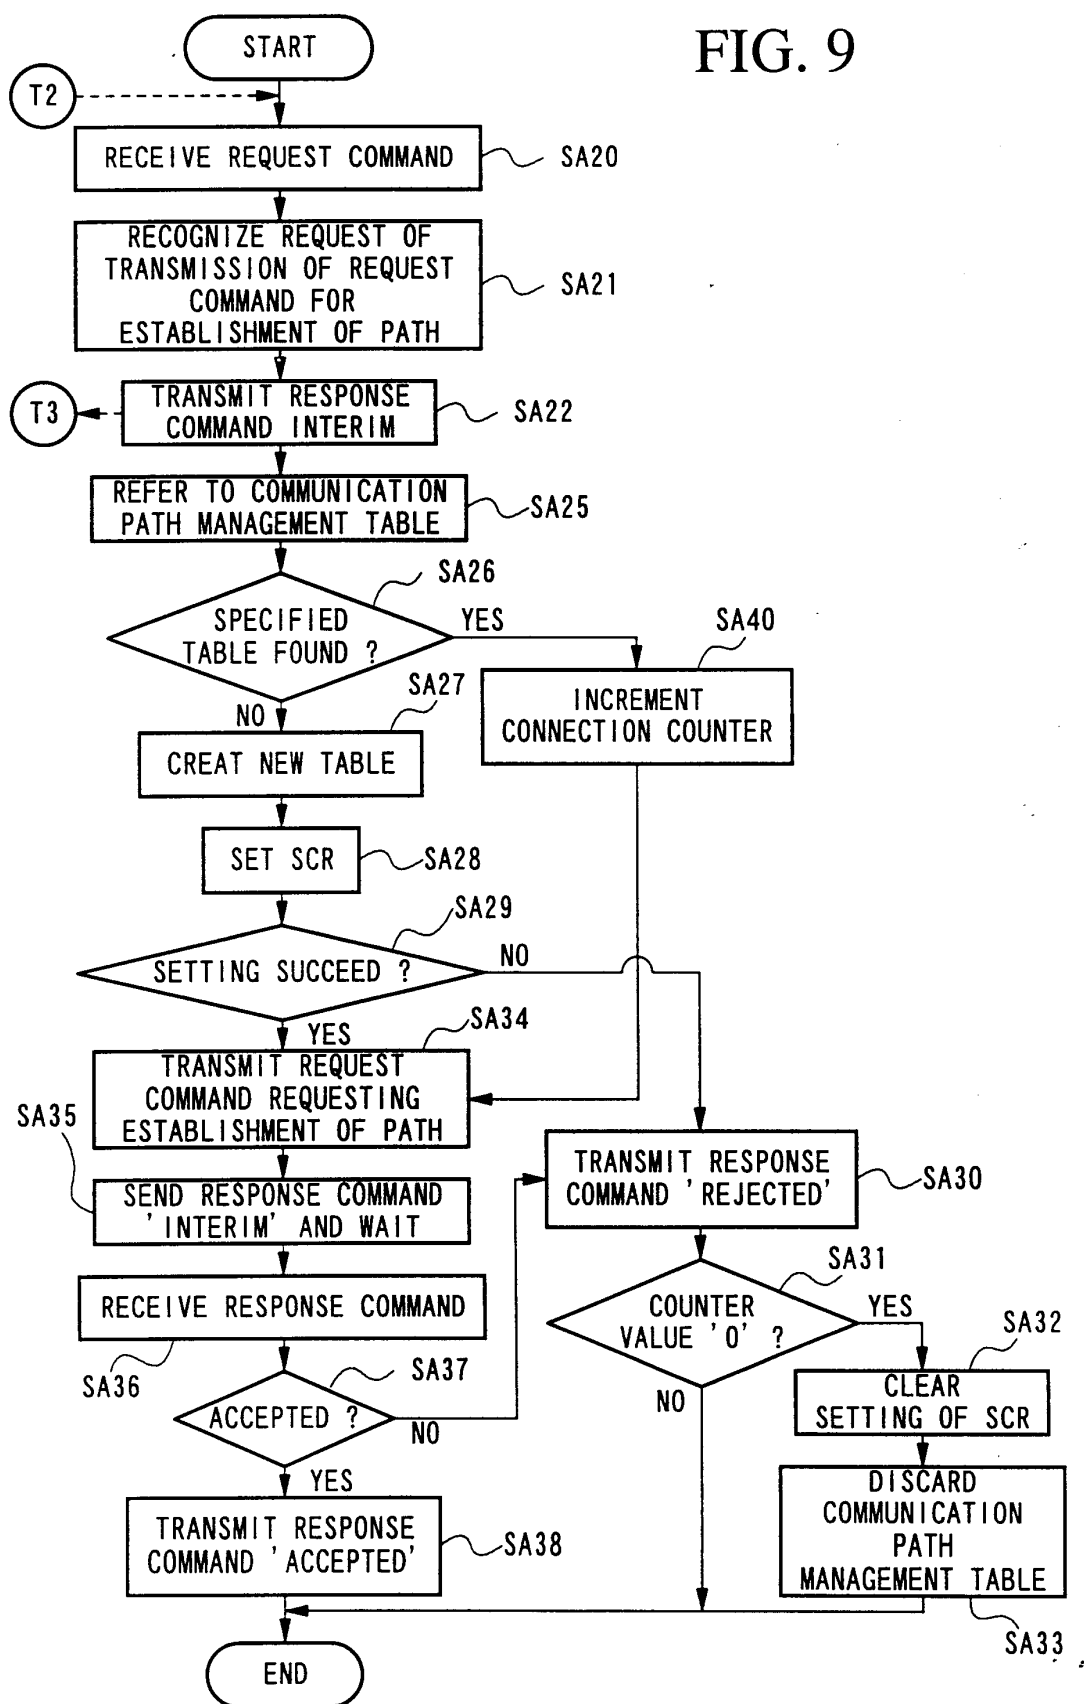 START
FIG. 9
T2
RECEIVE REQUEST COMMAND
SA20
RECOGNIZE REQUEST OF
TRANSMISSION OF REQUEST
COMMAND FOR
ESTABLISHMENT OF PATH
SA21
T3
TRANSMIT RESPONSE
COMMAND INTERIM
SA22
REFER TO COMMUNICATION
PATH MANAGEMENT TABLE
SA25
SA26
SPECIFIED
TABLE FOUND ?
YES
SA40
INCREMENT
CONNECTION COUNTER
NO
SA27
CREAT NEW TABLE
SET SCR
SA28
SA29
SETTING SUCCEED ?
NO
YES
SA34
TRANSMIT REQUEST
COMMAND REQUESTING
ESTABLISHMENT OF PATH
SA35
SEND RESPONSE COMMAND
'INTERIM' AND WAIT
TRANSMIT RESPONSE
COMMAND 'REJECTED'
SA30
RECEIVE RESPONSE COMMAND
SA36
SA31
COUNTER
VALUE '0' ?
YES
SA32
NO
CLEAR
SETTING OF SCR
SA37
ACCEPTED ?
NO
YES
TRANSMIT RESPONSE
COMMAND 'ACCEPTED'
SA38
DISCARD
COMMUNICATION
PATH
MANAGEMENT TABLE
SA33
END